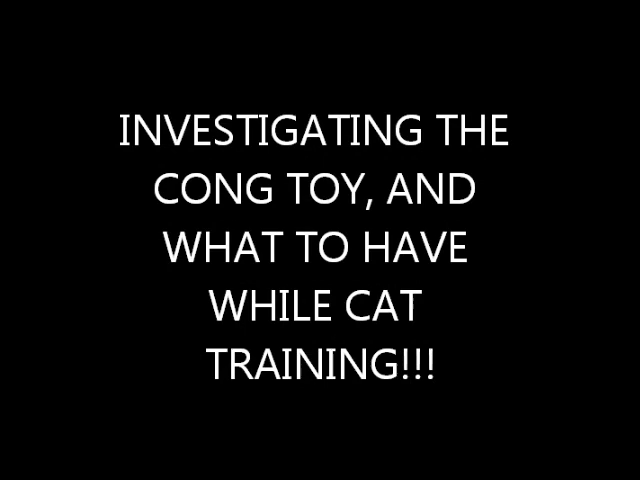 INVESTIGATING THE
CONG TOY, AND
WHAT TO HAVE
WHILE CAT
TRAINING!!!